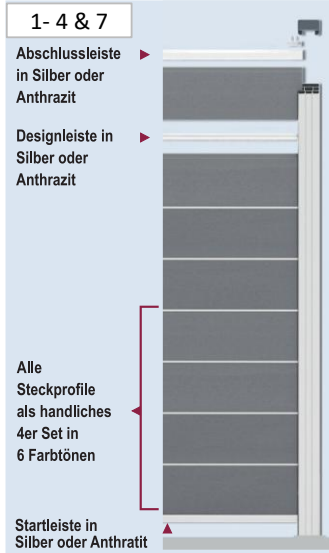 1- 4 & 7
Abschlussleiste
in Silber oder
Anthrazit
Designleiste in
Silber oder
Anthrazit
Alle
Steckprofile
als handliches
4er Set in
6 Farbtönen
Startleiste in
Silber oder Anthratit